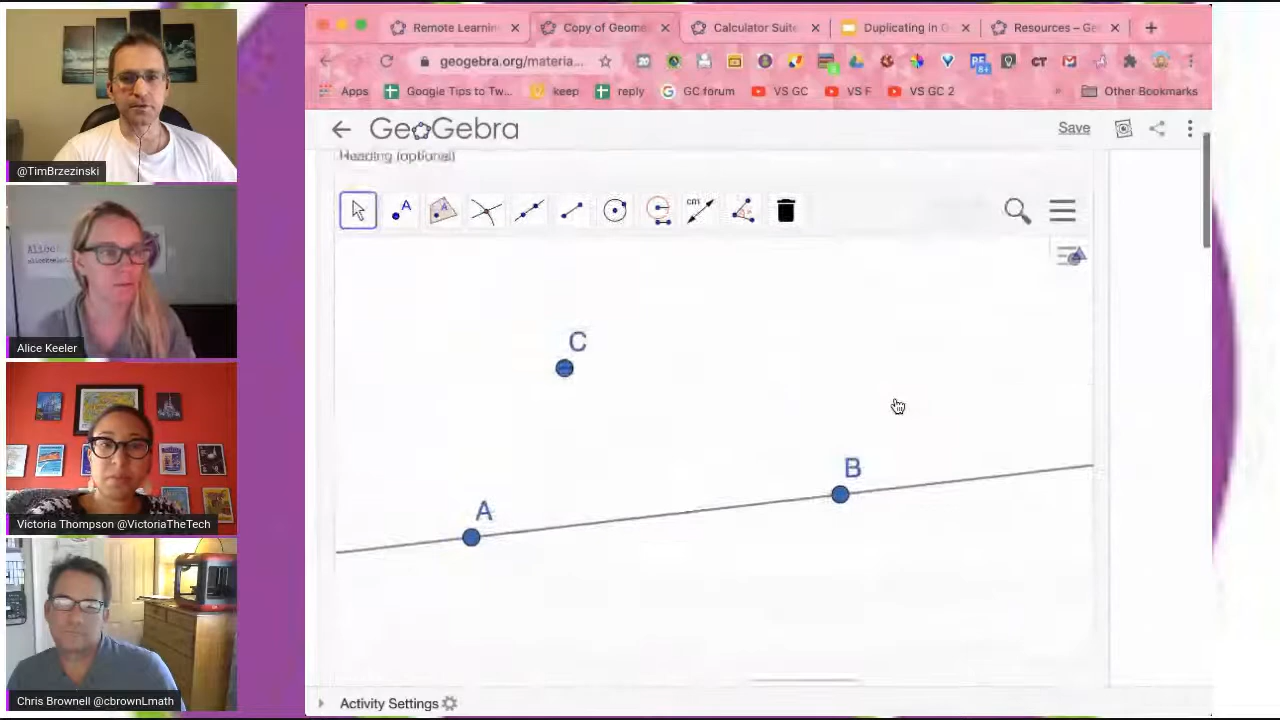 @TimBrzezinski
Alice Keeler
Victoria Thompson @VictoriaTheTech
Chris Brownell @cbrownLmath
Remote Learnin
Copy of Geome
Calculator Suite
Duplicating in G
Resources – Ge
geogebra.org/materia...
Apps
Google Tips to Tw...
keep
reply
GC forum
VS GC
VS F
VS GC 2
»
Other Bookmarks
GeoGebra
Save
Heading (optional)
A
A
cm
C
B
A
Activity Settings